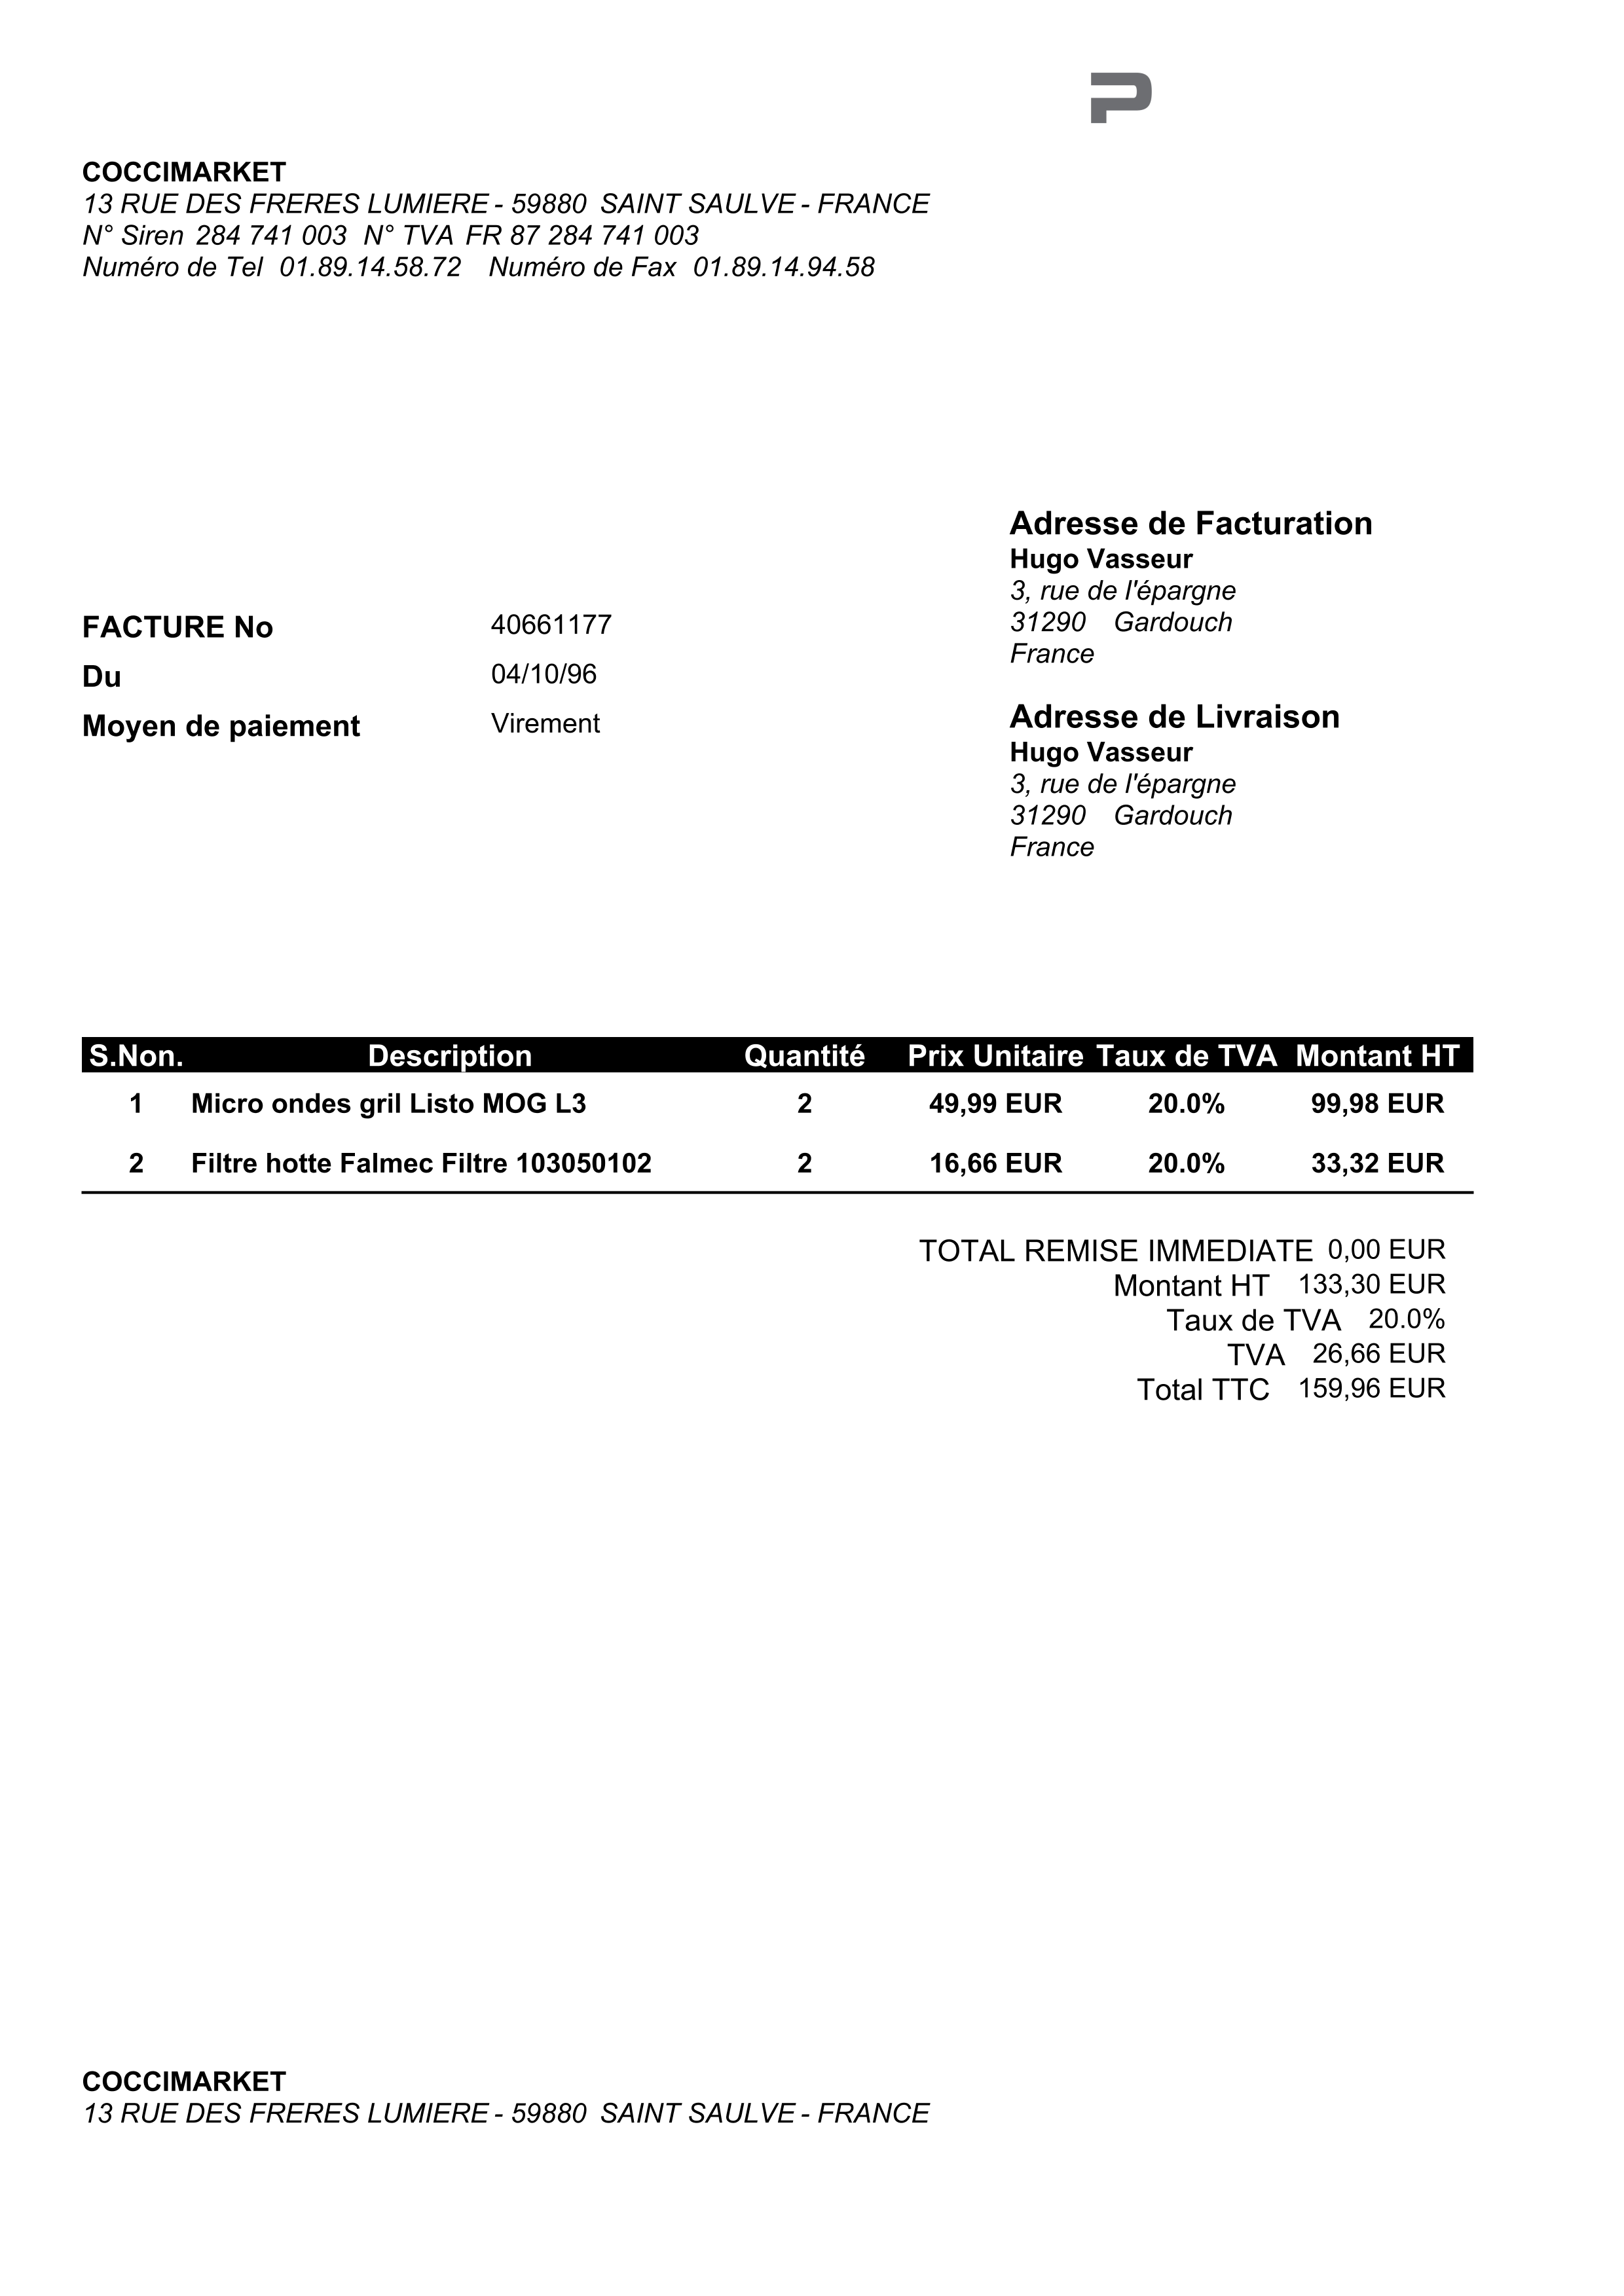 P
COCCIMARKET
13 RUE DES FRERES LUMIERE - 59880 SAINT SAULVE - FRANCE
N° Siren 284 741 003 N° TVA FR 87 284 741 003
Numéro de Tel 01.89.14.58.72 Numéro de Fax 01.89.14.94.58
Adresse de Facturation
Hugo Vasseur
3, rue de l'épargne
31290 Gardouch
France
FACTURE No 40661177
Du 04/10/96
Moyen de paiement Virement
Adresse de Livraison
Hugo Vasseur
3, rue de l'épargne
31290 Gardouch
France
S.Non. Description Quantité Prix Unitaire Taux de TVA Montant HT
1 Micro ondes gril Listo MOG L3 2 49,99 EUR 20.0% 99,98 EUR
2 Filtre hotte Falmec Filtre 103050102 2 16,66 EUR 20.0% 33,32 EUR
TOTAL REMISE IMMEDIATE 0,00 EUR
Montant HT 133,30 EUR
Taux de TVA 20.0%
TVA 26,66 EUR
Total TTC 159,96 EUR
COCCIMARKET
13 RUE DES FRERES LUMIERE - 59880 SAINT SAULVE - FRANCE